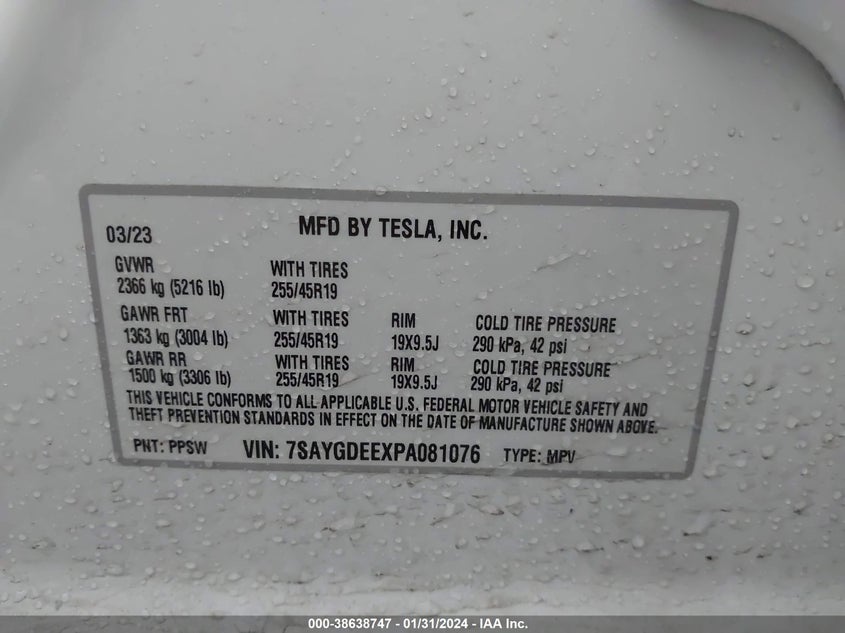 03/23 MFD BY TESLA, INC.
GVWR WITH TIRES
2366 kg (5216 lb) 255/45R19
GAWR FRT WITH TIRES RIM COLD TIRE PRESSURE
1363 kg (3004 lb) 255/45R19 19X9.5J 290 kPa, 42 psi
GAWR RR WITH TIRES RIM COLD TIRE PRESSURE
1500 kg (3306 lb) 255/45R19 19X9.5J 290 kPa, 42 psi
THIS VEHICLE CONFORMS TO ALL APPLICABLE U.S. FEDERAL MOTOR VEHICLE SAFETY AND
THEFT PREVENTION STANDARDS IN EFFECT ON THE DATE OF MANUFACTURE SHOWN ABOVE.
PNT: PPSW VIN: 7SAYGDEEXPA081076 TYPE: MPV
000-38638747 - 01/31/2024 - IAA Inc.